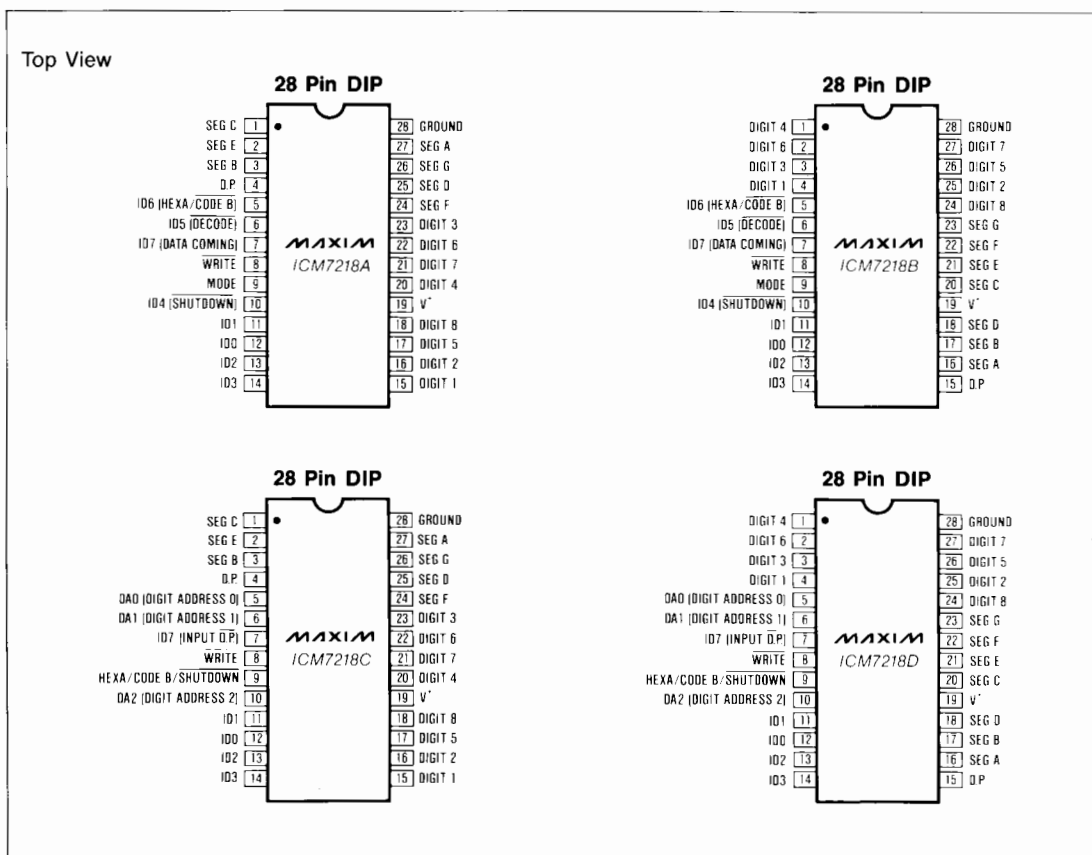 Top View
28 Pin DIP
SEG C 1
SEG E 2
SEG B 3
D.P. 4
ID6 (HEXA/CODE B) 5
ID5 (DECODE) 6
ID7 (DATA COMING) 7
WRITE 8
MODE 9
ID4 (SHUTDOWN) 10
ID1 11
ID0 12
ID2 13
ID3 14
MAXIM
ICM7218A
28 GROUND
27 SEG A
26 SEG G
25 SEG D
24 SEG F
23 DIGIT 3
22 DIGIT 6
21 DIGIT 7
20 DIGIT 4
19 V+
18 DIGIT 8
17 DIGIT 5
16 DIGIT 2
15 DIGIT 1
28 Pin DIP
DIGIT 4 1
DIGIT 6 2
DIGIT 3 3
DIGIT 1 4
ID6 (HEXA/CODE B) 5
ID5 (DECODE) 6
ID7 (DATA COMING) 7
WRITE 8
MODE 9
ID4 (SHUTDOWN) 10
ID1 11
ID0 12
ID2 13
ID3 14
MAXIM
ICM7218B
28 GROUND
27 DIGIT 7
26 DIGIT 5
25 DIGIT 2
24 DIGIT 8
23 SEG G
22 SEG F
21 SEG E
20 SEG C
19 V+
18 SEG D
17 SEG B
16 SEG A
15 D.P
28 Pin DIP
SEG C 1
SEG E 2
SEG B 3
D.P. 4
DA0 (DIGIT ADDRESS 0) 5
DA1 (DIGIT ADDRESS 1) 6
ID7 (INPUT D.P) 7
WRITE 8
HEXA/CODE B/SHUTDOWN 9
DA2 (DIGIT ADDRESS 2) 10
ID1 11
ID0 12
ID2 13
ID3 14
MAXIM
ICM7218C
28 GROUND
27 SEG A
26 SEG G
25 SEG D
24 SEG F
23 DIGIT 3
22 DIGIT 6
21 DIGIT 7
20 DIGIT 4
19 V+
18 DIGIT 8
17 DIGIT 5
16 DIGIT 2
15 DIGIT 1
28 Pin DIP
DIGIT 4 1
DIGIT 6 2
DIGIT 3 3
DIGIT 1 4
DA0 (DIGIT ADDRESS 0) 5
DA1 (DIGIT ADDRESS 1) 6
ID7 (INPUT D.P) 7
WRITE 8
HEXA/CODE B/SHUTDOWN 9
DA2 (DIGIT ADDRESS 2) 10
ID1 11
ID0 12
ID2 13
ID3 14
MAXIM
ICM7218D
28 GROUND
27 DIGIT 7
26 DIGIT 5
25 DIGIT 2
24 DIGIT 8
23 SEG G
22 SEG F
21 SEG E
20 SEG C
19 V+
18 SEG D
17 SEG B
16 SEG A
15 D.P